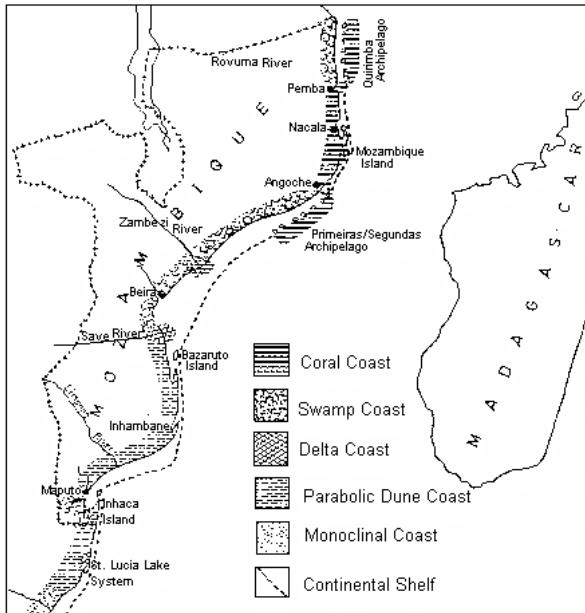 Rovuma River
Quirimba
Archipelago
Pemba
Nacala
Mozambique
Island
Angoche
Zambezi
River
Primeiras/Segundas
Archipelago
Beira
Save River
Bazaruto
Island
Inhambane
Maputo
Inhaca
Island
St. Lucia Lake
System
MOZAMBIQUE
MADAGASCAR
Coral Coast
Swamp Coast
Delta Coast
Parabolic Dune Coast
Monoclinal Coast
Continental Shelf